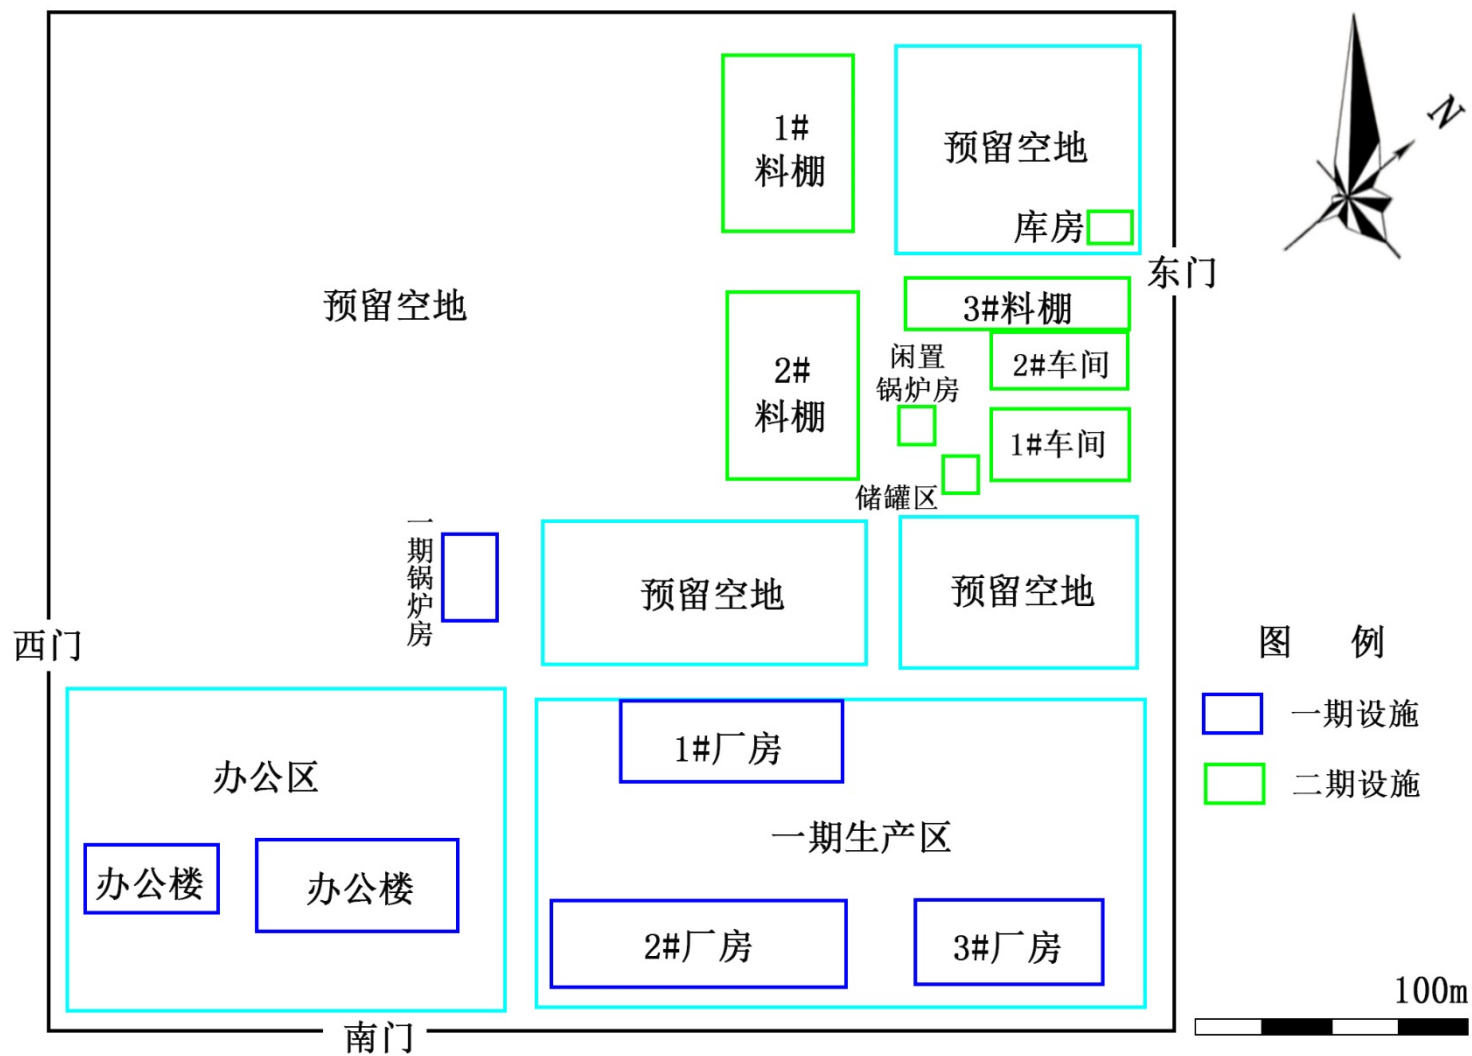 N
1#
料棚
预留空地
库房
东门
预留空地
3#料棚
闲置
锅炉房
2#车间
2#
料棚
1#车间
储罐区
一期锅炉房
预留空地
预留空地
西门
图 例
一期设施
二期设施
办公区
1#厂房
一期生产区
办公楼
办公楼
2#厂房
3#厂房
100m
南门